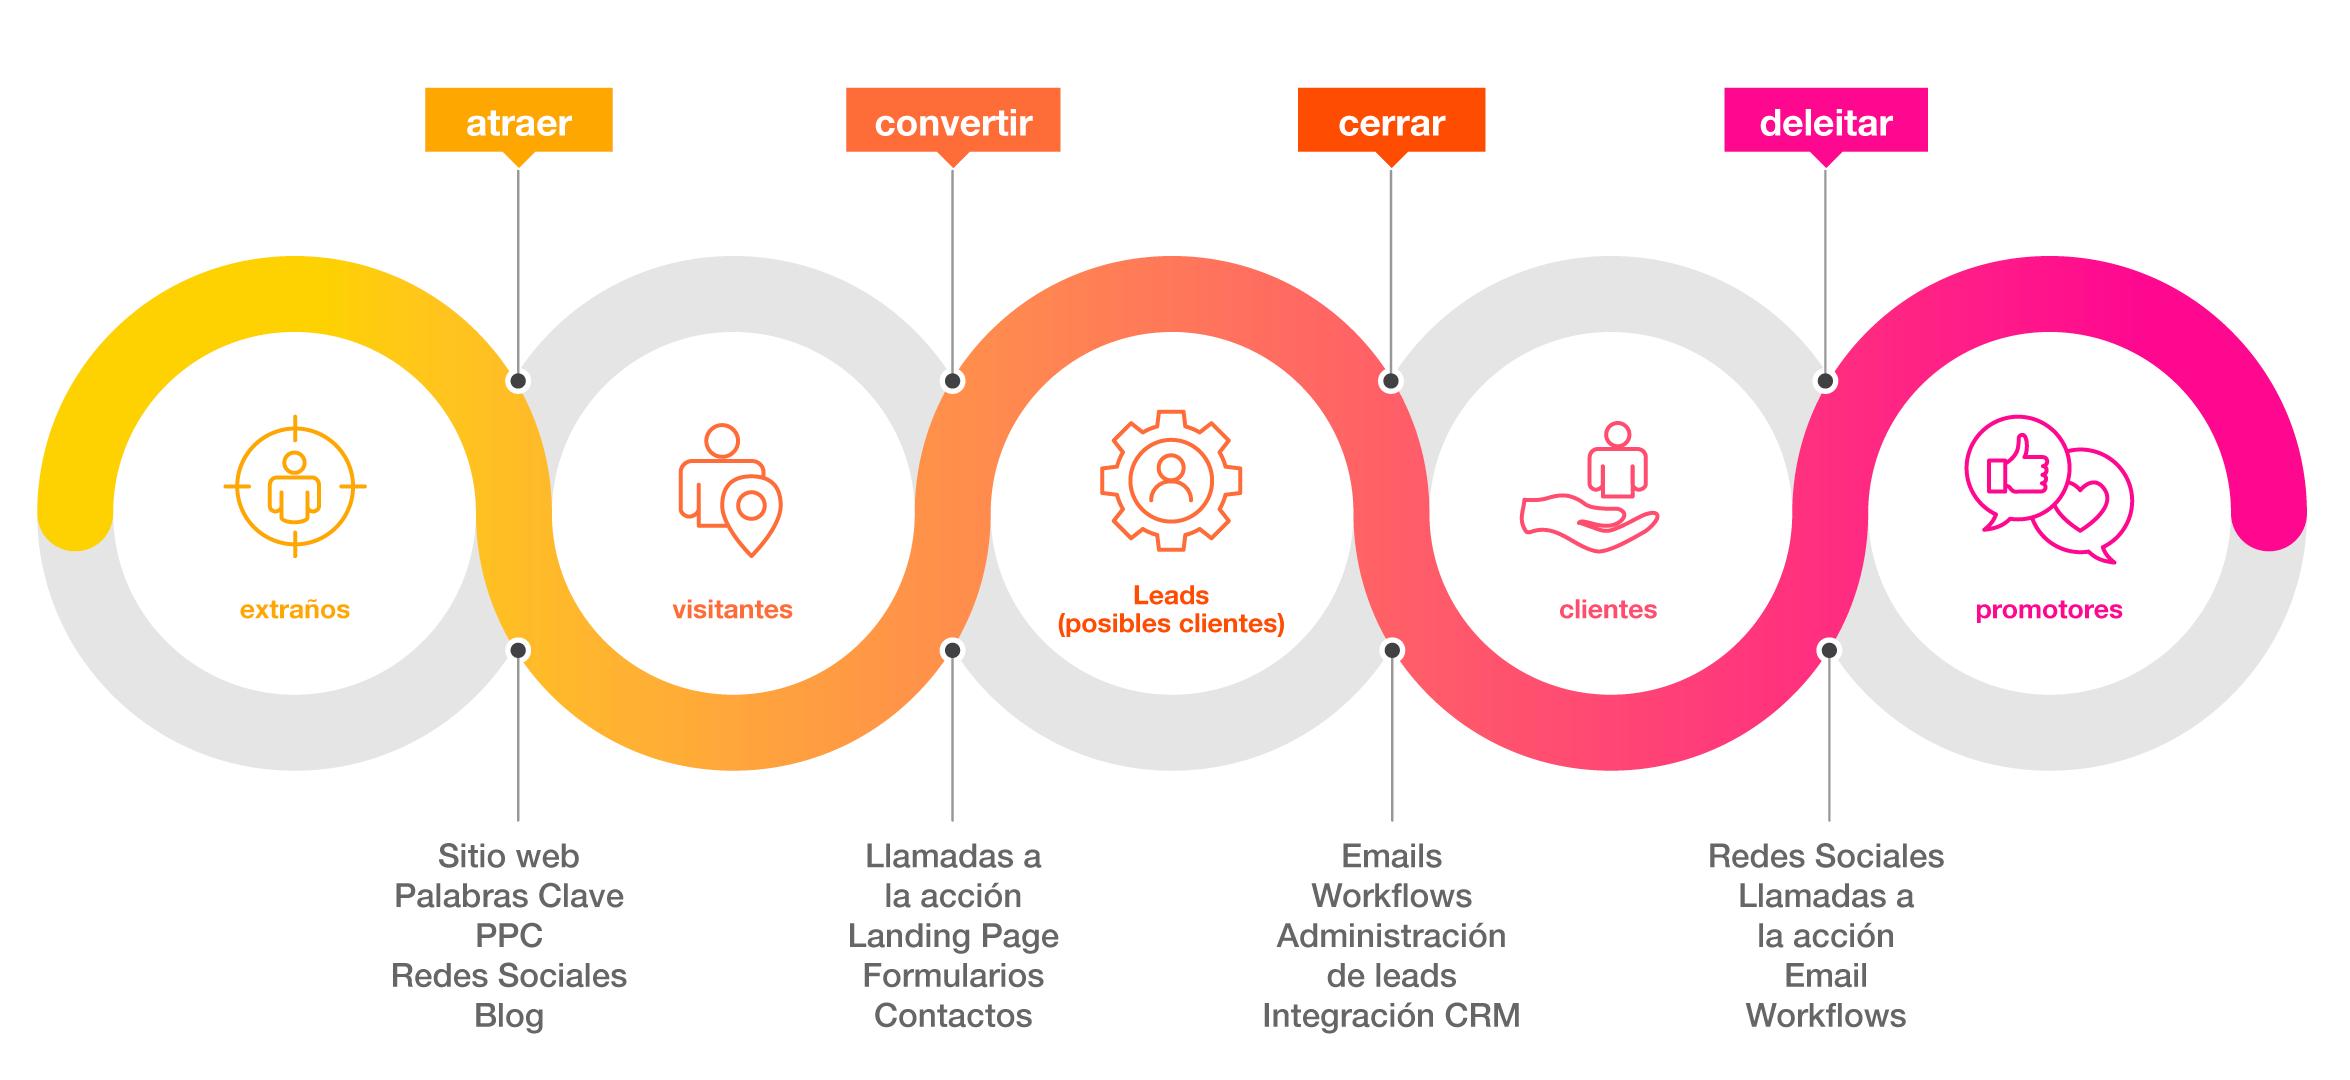 atraer
convertir
cerrar
deleitar
extraños
visitantes
Leads
(posibles clientes)
clientes
promotores
Sitio web
Palabras Clave
PPC
Redes Sociales
Blog
Llamadas a
la acción
Landing Page
Formularios
Contactos
Emails
Workflows
Administración
de leads
Integración CRM
Redes Sociales
Llamadas a
la acción
Email
Workflows